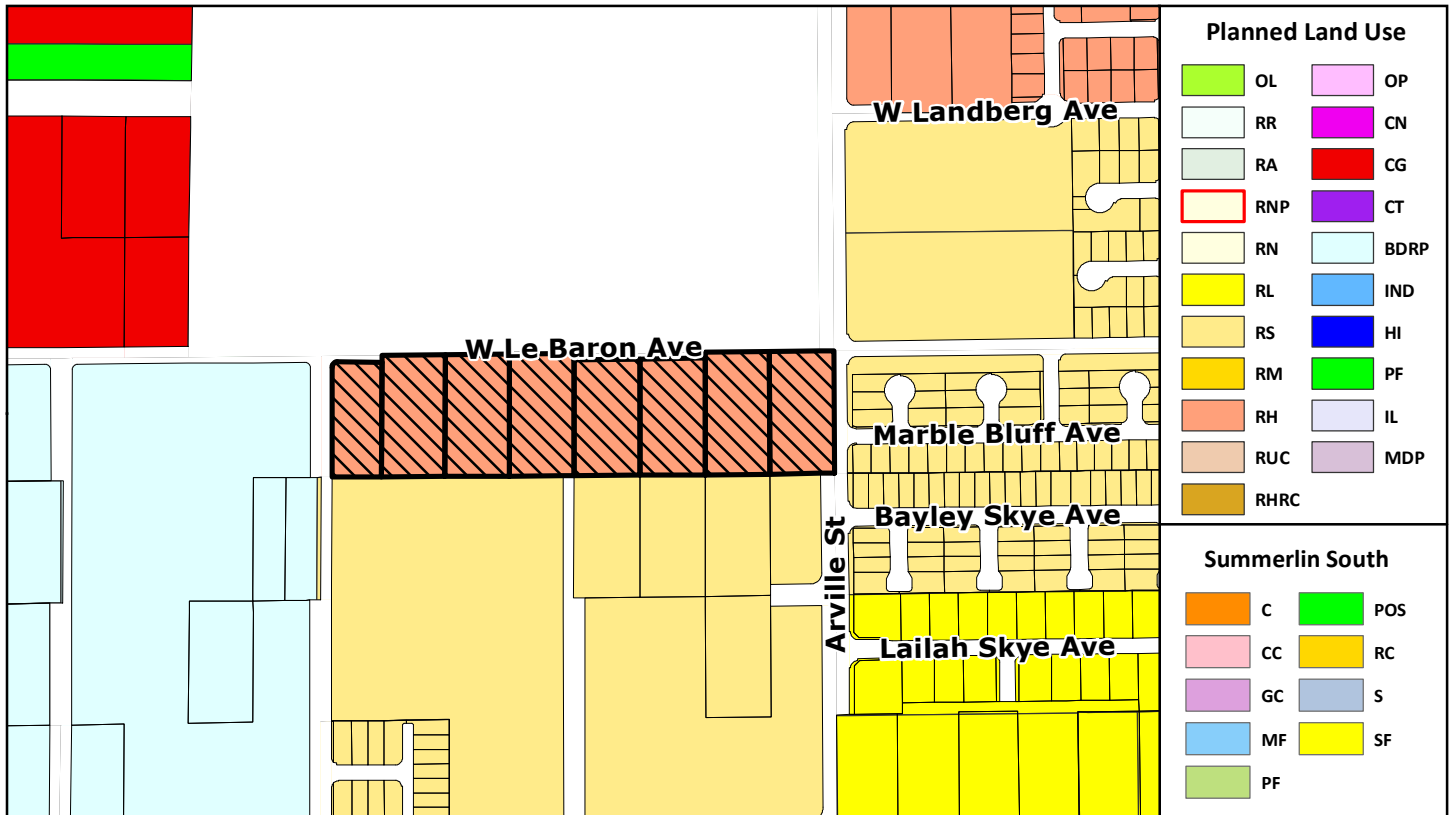 W Landberg Ave
W Le Baron Ave
Marble Bluff Ave
Bayley Skye Ave
Arville St
Lailah Skye Ave
Planned Land Use
OL
OP
RR
CN
RA
CG
RNP
CT
RN
BDRP
RL
IND
RS
HI
RM
PF
RH
IL
RUC
MDP
RHRC
Summerlin South
C
POS
CC
RC
GC
S
MF
SF
PF